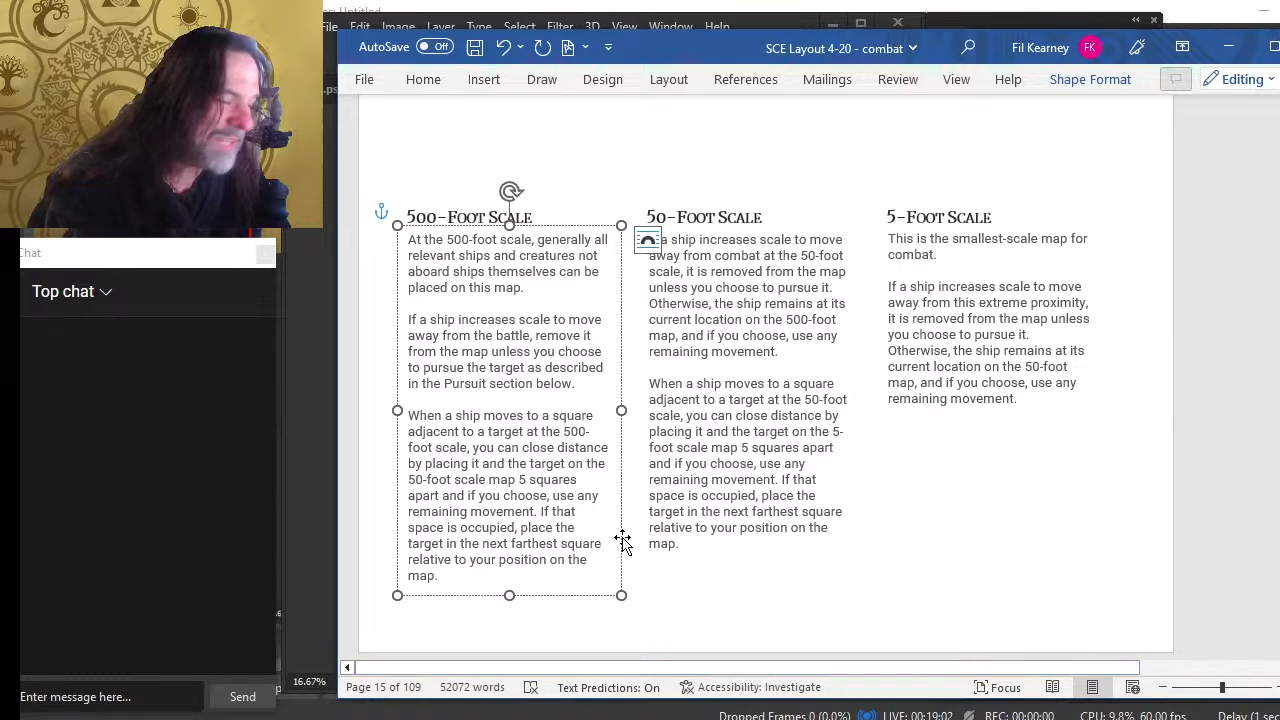 File Edit Image Layer Type Select Filter 3D View Window Help
AutoSave Off
SCE Layout 4-20 - combat
Fil Kearney FK
File Home Insert Draw Design Layout References Mailings Review View Help Shape Format Editing
500-Foot Scale
At the 500-foot scale, generally all
relevant ships and creatures not
aboard ships themselves can be
placed on this map.
If a ship increases scale to move
away from the battle, remove it
from the map unless you choose
to pursue the target as described
in the Pursuit section below.
When a ship moves to a square
adjacent to a target at the 500-
foot scale, you can close distance
by placing it and the target on the
50-foot scale map 5 squares
apart and if you choose, use any
remaining movement. If that
space is occupied, place the
target in the next farthest square
relative to your position on the
map.
50-Foot Scale
a ship increases scale to move
away from combat at the 50-foot
scale, it is removed from the map
unless you choose to pursue it.
Otherwise, the ship remains at its
current location on the 500-foot
map, and if you choose, use any
remaining movement.
When a ship moves to a square
adjacent to a target at the 50-foot
scale, you can close distance by
placing it and the target on the 5-
foot scale map 5 squares apart
and if you choose, use any
remaining movement. If that
space is occupied, place the
target in the next farthest square
relative to your position on the
map.
5-Foot Scale
This is the smallest-scale map for
combat.
If a ship increases scale to move
away from this extreme proximity,
it is removed from the map unless
you choose to pursue it.
Otherwise, the ship remains at its
current location on the 50-foot
map, and if you choose, use any
remaining movement.
Chat
Top chat
Enter message here... Send
16.67%
Page 15 of 109 52072 words Text Predictions: On Accessibility: Investigate Focus
Dropped Frames 0 (0.0%) LIVE: 00:19:02 REC: 00:00:00 CPU: 9.8%, 60.00 fps Delay (1 sec